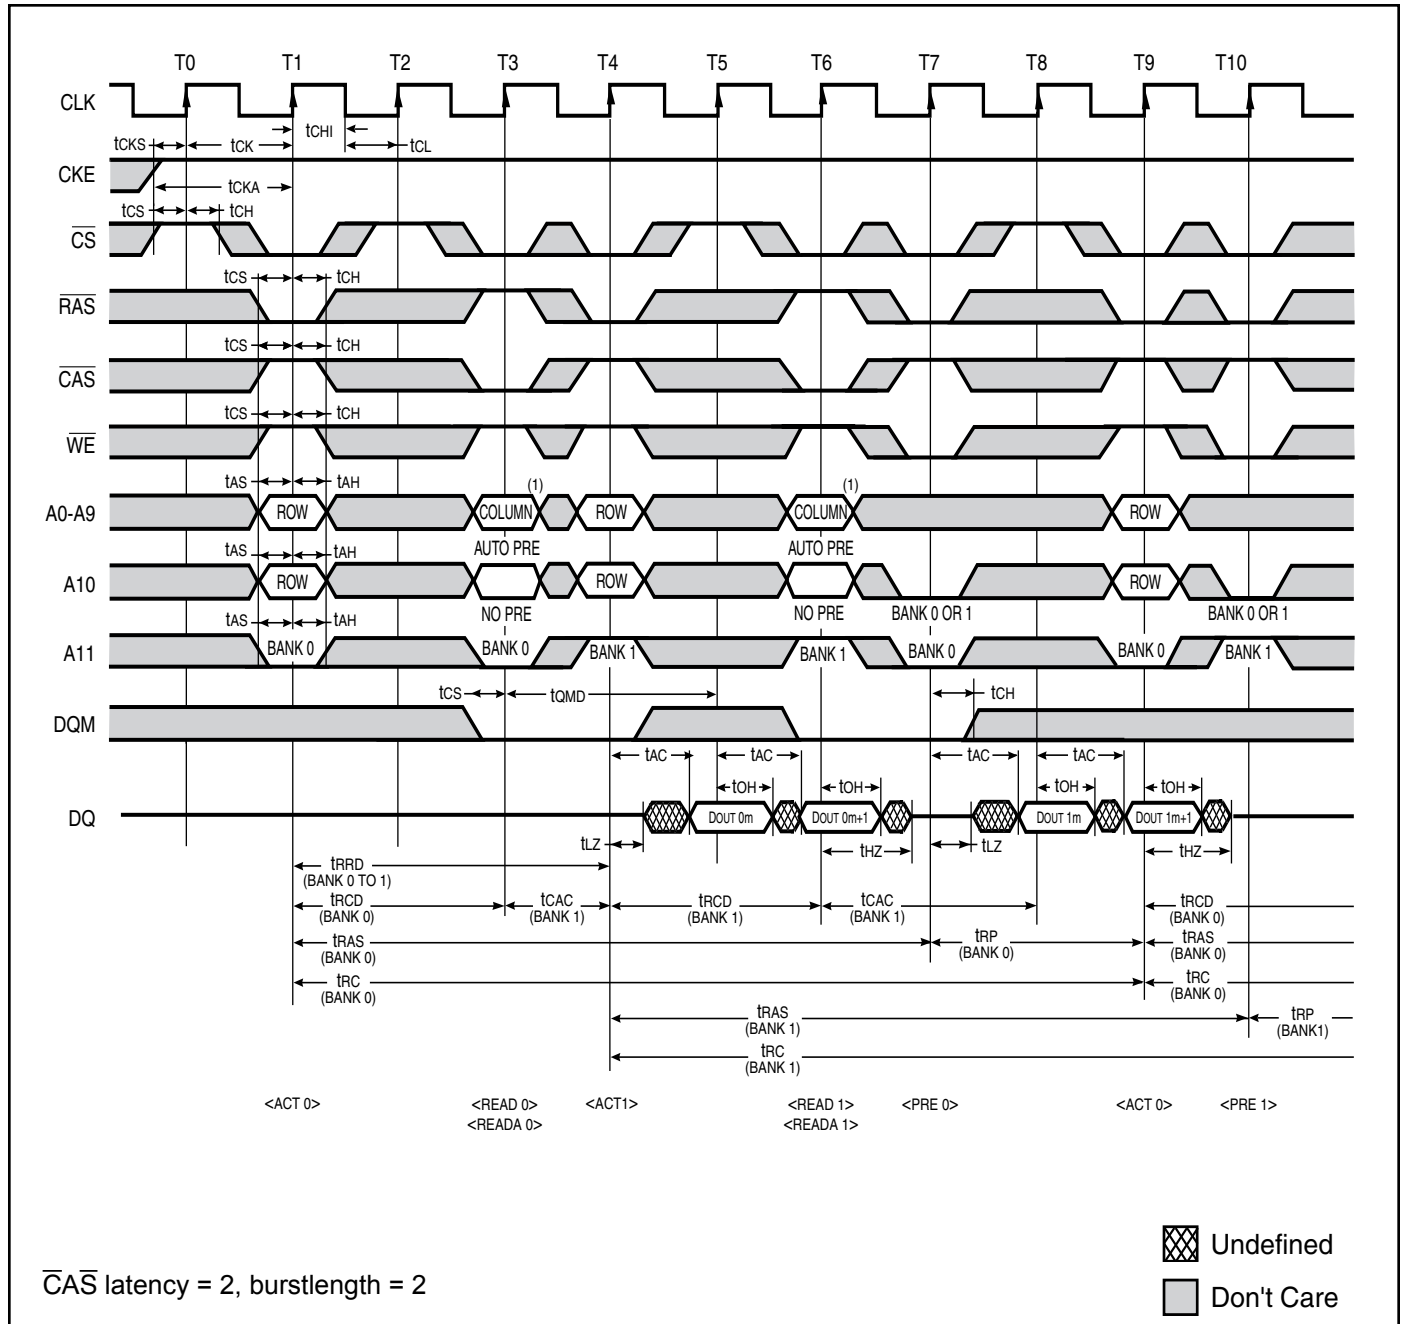 T0 T1 T2 T3 T4 T5 T6 T7 T8 T9 T10
CLK
tCHI
tCKS tCK tCL
CKE
tCKA
tCS tCH
CS
tCS tCH
RAS
tCS tCH
CAS
tCS tCH
WE
tAS tAH (1) (1)
A0-A9 ROW COLUMN ROW COLUMN ROW
tAS tAH AUTO PRE AUTO PRE
A10 ROW ROW ROW
tAS tAH NO PRE NO PRE BANK 0 OR 1 BANK 0 OR 1
A11 BANK 0 BANK 0 BANK 1 BANK 1 BANK 0 BANK 0 BANK 1
tCS tQMD tCH
DQM
tAC tAC tAC tAC
tOH tOH tOH tOH
DQ DOUT 0m DOUT 0m+1 DOUT 1m DOUT 1m+1
tLZ tHZ tLZ tHZ
tRRD
(BANK 0 TO 1)
tRCD tCAC tRCD tCAC tRCD
(BANK 0) (BANK 1) (BANK 1) (BANK 1) (BANK 0)
tRAS tRP tRAS
(BANK 0) (BANK 0) (BANK 0)
tRC tRC
(BANK 0) (BANK 0)
tRAS tRP
(BANK 1) (BANK1)
tRC
(BANK 1)
<ACT 0> <READ 0> <ACT1> <READ 1> <PRE 0> <ACT 0> <PRE 1>
<READA 0> <READA 1>
Undefined
CAS latency = 2, burstlength = 2
Don't Care